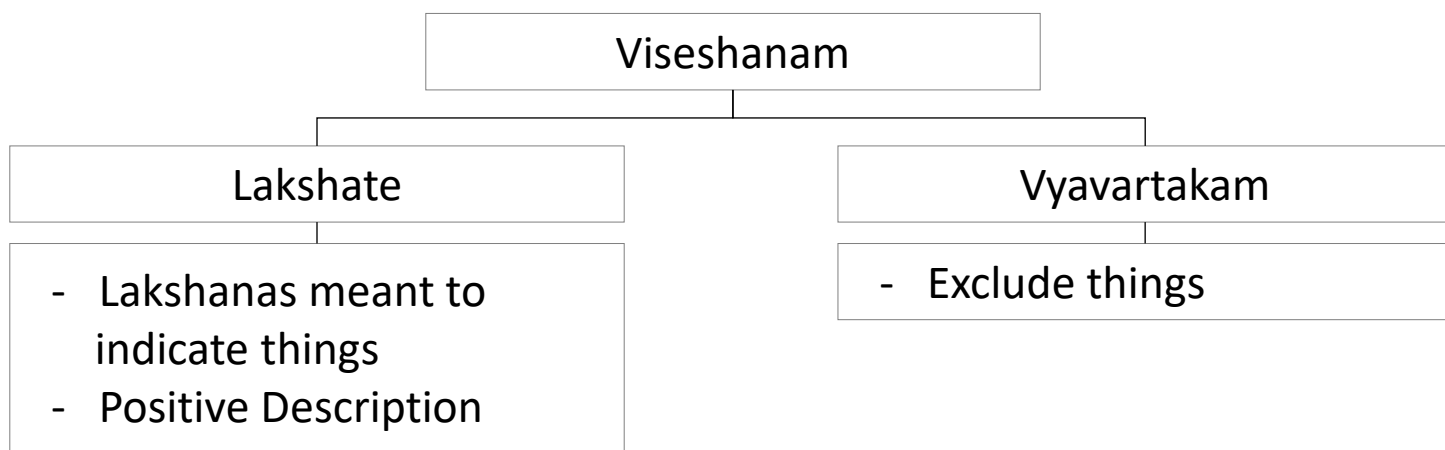 Viseshanam
Lakshate
Vyavartakam
- Lakshanas meant to
indicate things
- Positive Description
- Exclude things